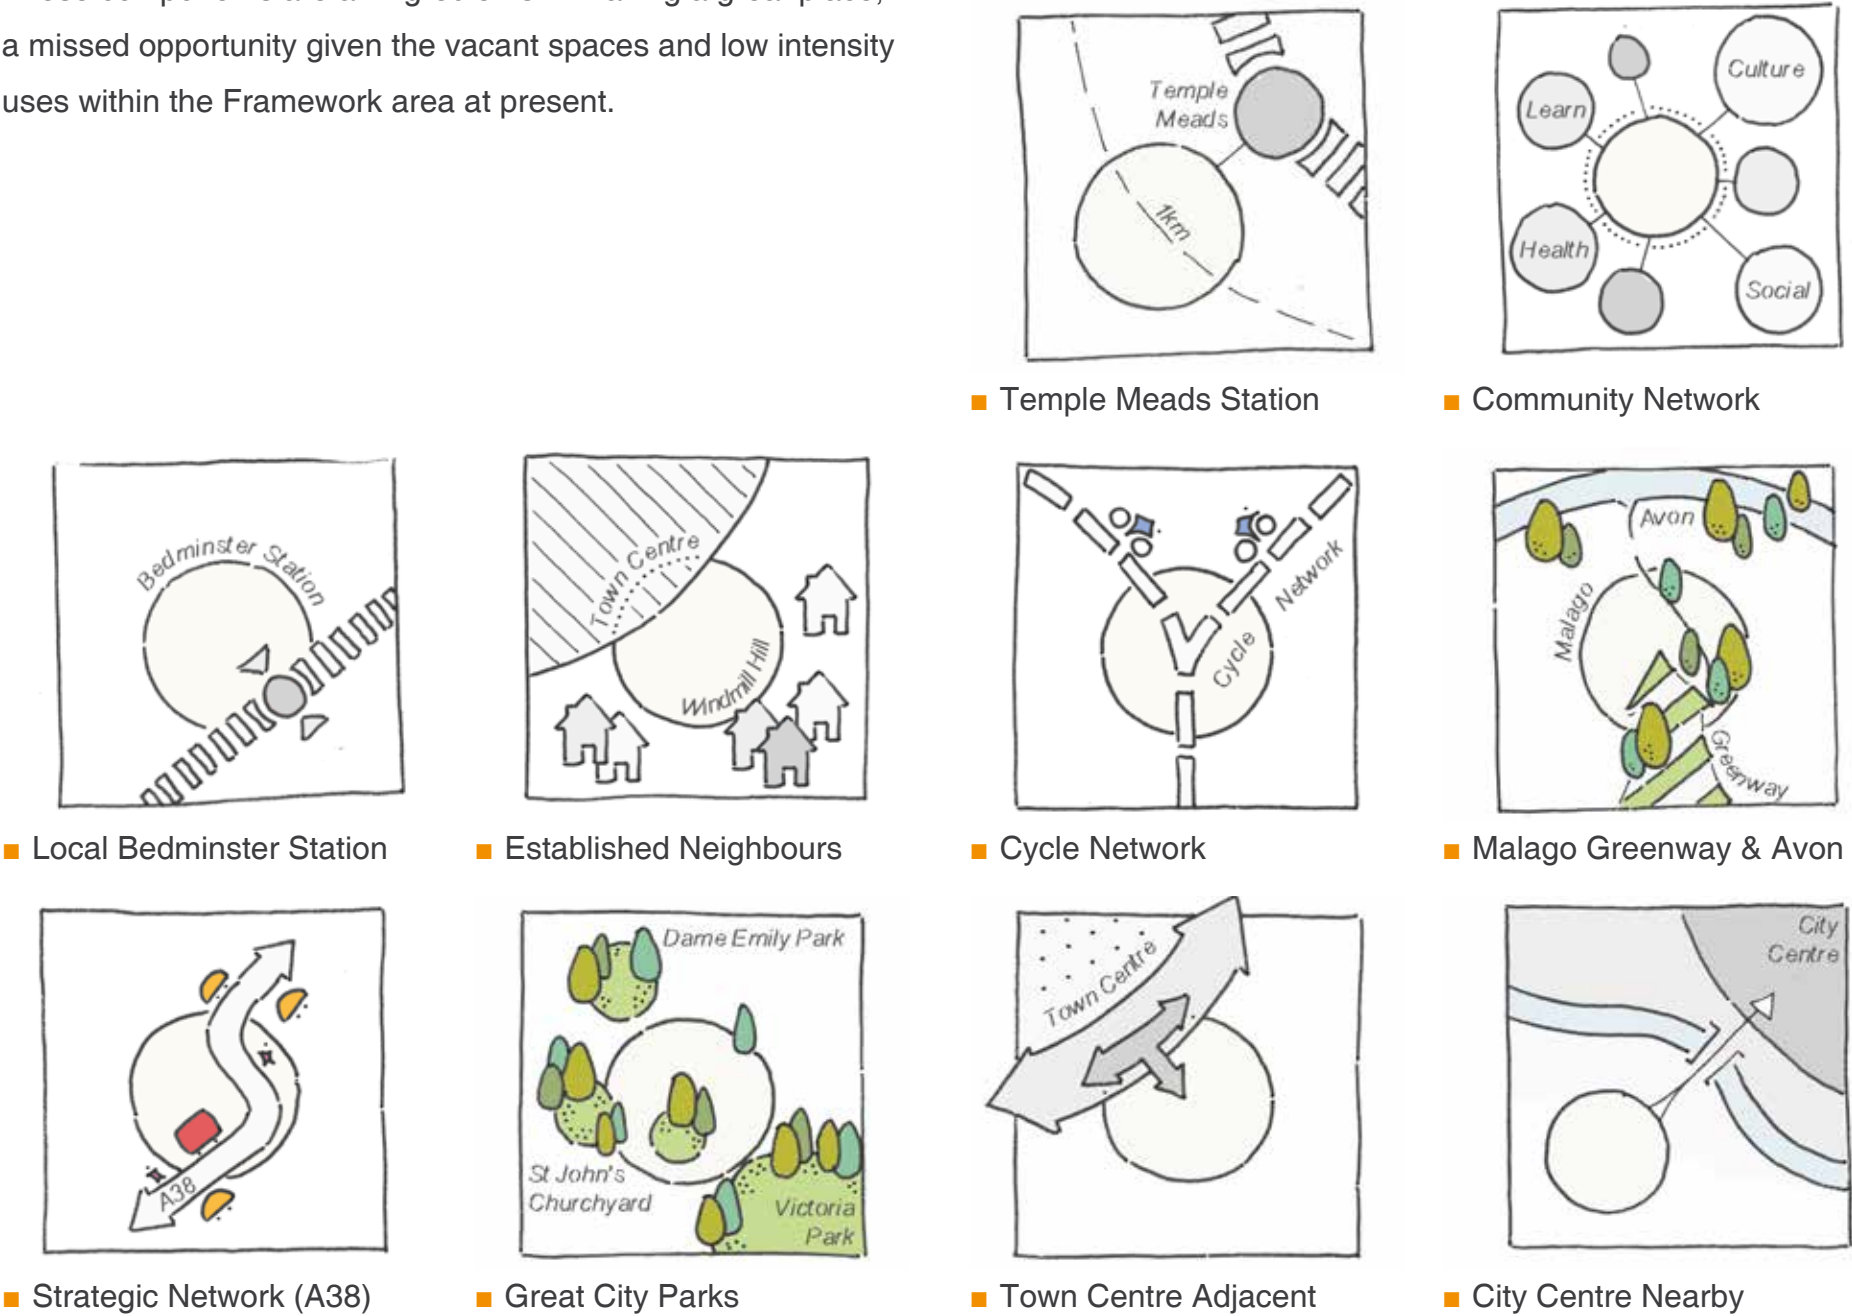 a missed opportunity given the vacant spaces and low intensity
uses within the Framework area at present.
Temple
Meads
1km
Temple Meads Station
Culture
Learn
Health
Social
Community Network
Bedminster Station
Local Bedminster Station
Town Centre
Windmill Hill
Established Neighbours
Cycle Network
Cycle Network
Avon
Malago
Greenway
Malago Greenway & Avon
A38
Strategic Network (A38)
Dame Emily Park
St John's
Churchyard
Victoria
Park
Great City Parks
Town Centre
Town Centre Adjacent
City
Centre
City Centre Nearby